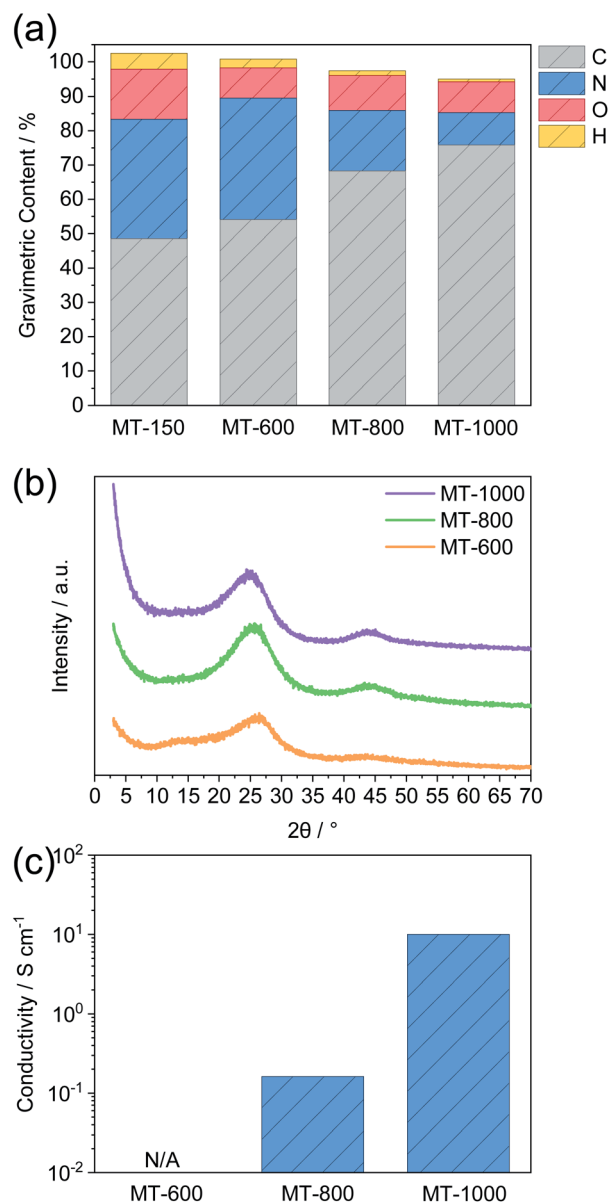 (a)
Gravimetric Content / %
100
90
80
70
60
50
40
30
20
10
0
MT-150 MT-600 MT-800 MT-1000
C
N
O
H
(b)
Intensity / a.u.
MT-1000
MT-800
MT-600
0 5 10 15 20 25 30 35 40 45 50 55 60 65 70
2θ / °
(c)
Conductivity / S cm⁻¹
10²
10¹
10⁰
10⁻¹
10⁻²
N/A
MT-600 MT-800 MT-1000